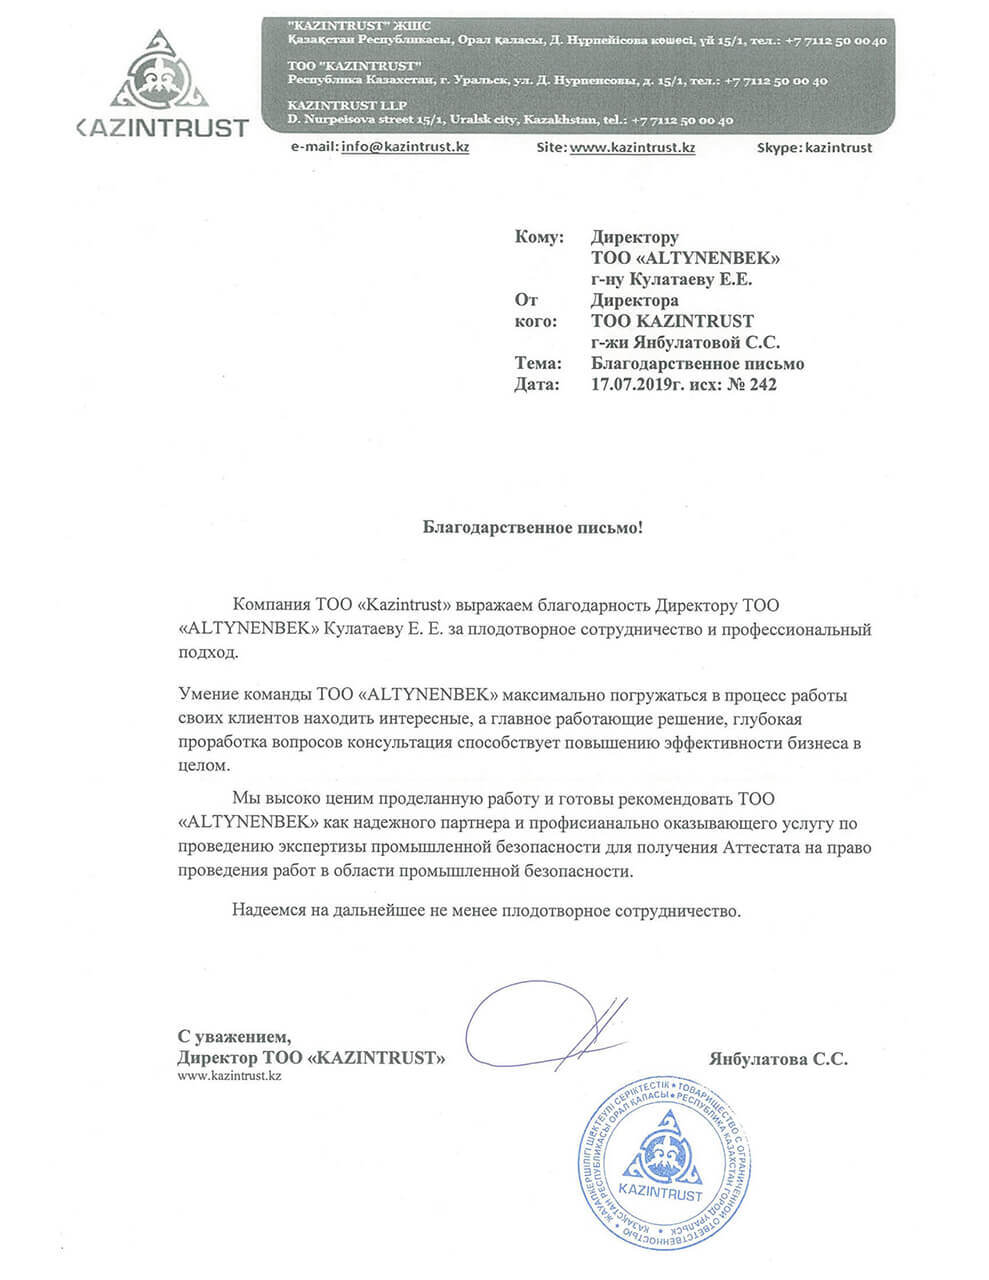 KAZINTRUST
"KAZINTRUST" ЖШС
Қазақстан Республикасы, Орал қаласы, Д. Нұрпейісова көшесі, үй 15/1, тел.: +7 7112 50 00 40
ТОО "KAZINTRUST"
Республика Казахстан, г. Уральск, ул. Д. Нурпенсовы, д. 15/1, тел.: +7 7112 50 00 40
KAZINTRUST LLP
D. Nurpeisova street 15/1, Uralsk city, Kazakhstan, tel.: +7 7112 50 00 40
e-mail: info@kazintrust.kz Site: www.kazintrust.kz Skype: kazintrust
Кому: Директору
ТОО «ALTYNENBEK»
г-ну Кулатаеву Е.Е.
От Директора
кого: ТОО KAZINTRUST
г-жи Янбулатовой С.С.
Тема: Благодарственное письмо
Дата: 17.07.2019г. исх: № 242
Благодарственное письмо!
Компания ТОО «Kazintrust» выражаем благодарность Директору ТОО
«ALTYNENBEK» Кулатаеву Е. Е. за плодотворное сотрудничество и профессиональный
подход.
Умение команды ТОО «ALTYNENBEK» максимально погружаться в процесс работы
своих клиентов находить интересные, а главное работающие решение, глубокая
проработка вопросов консультация способствует повышению эффективности бизнеса в
целом.
Мы высоко ценим проделанную работу и готовы рекомендовать ТОО
«ALTYNENBEK» как надежного партнера и профисианально оказывающего услугу по
проведению экспертизы промышленной безопасности для получения Аттестата на право
проведения работ в области промышленной безопасности.
Надеемся на дальнейшее не менее плодотворное сотрудничество.
С уважением,
Директор ТОО «KAZINTRUST» Янбулатова С.С.
www.kazintrust.kz
ЖАУАПКЕРШІЛІГІ ШЕКТЕУЛІ СЕРІКТЕСТІК * ТОВАРИЩЕСТВО С ОГРАНИЧЕННОЙ ОТВЕТСТВЕННОСТЬЮ *
ҚАЗАҚСТАН РЕСПУБЛИКАСЫ ОРАЛ ҚАЛАСЫ * РЕСПУБЛИКА КАЗАХСТАН ГОРОД УРАЛЬСК *
KAZINTRUST